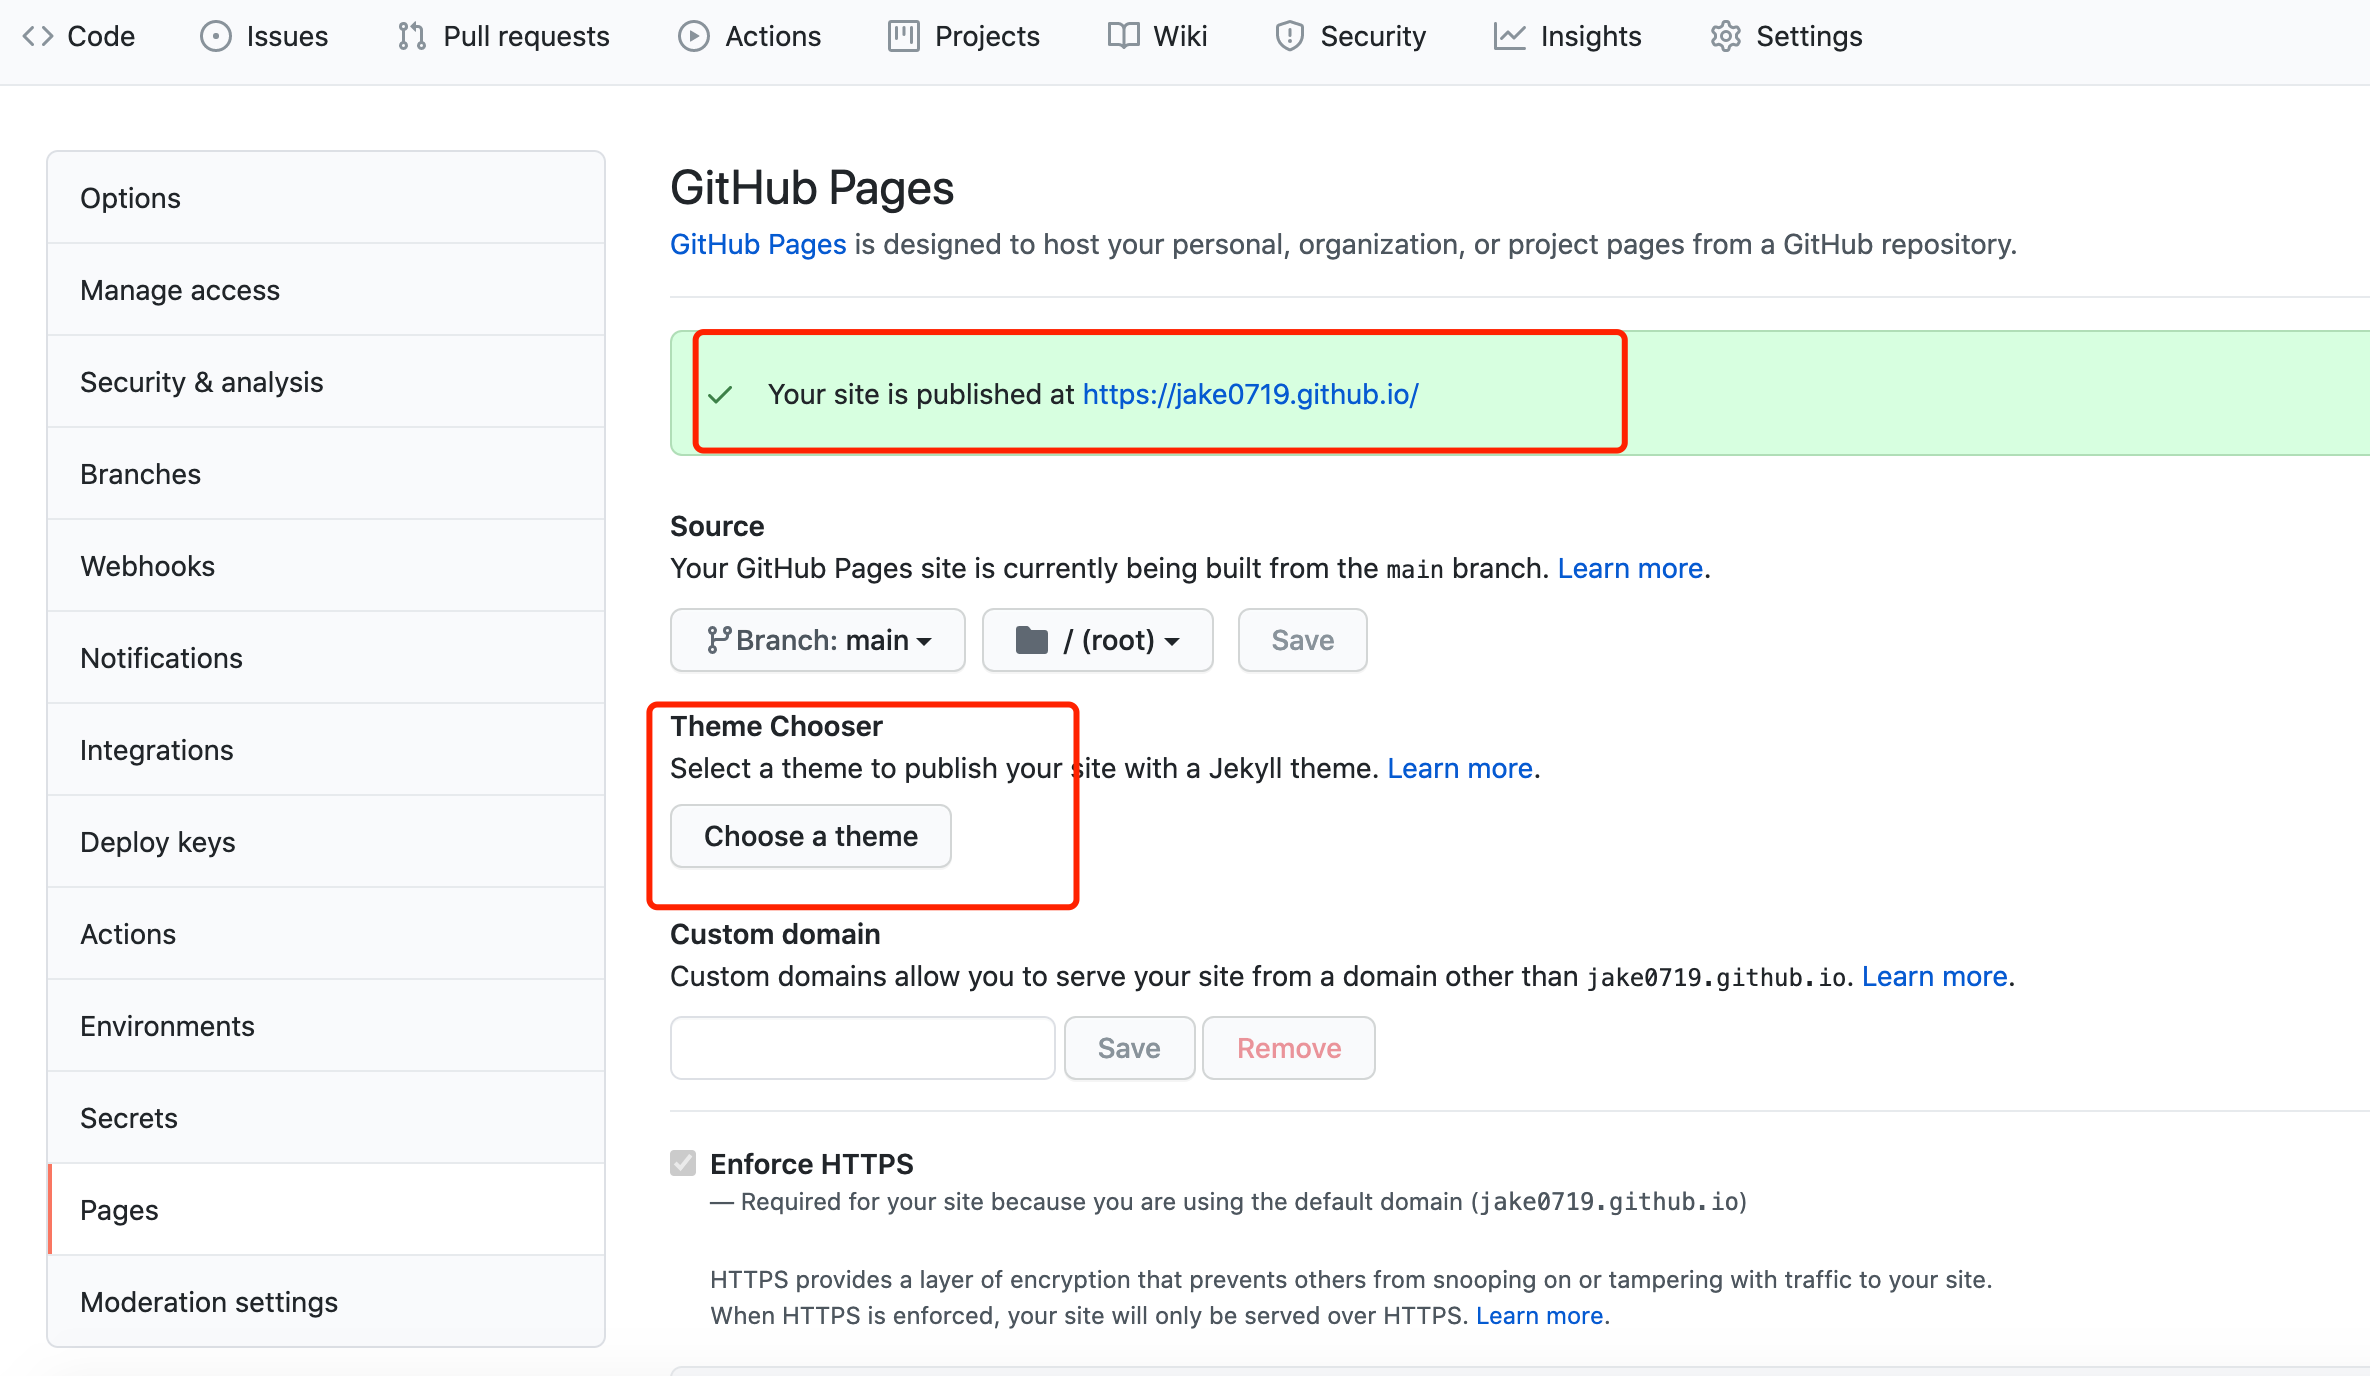 Code Issues Pull requests Actions Projects Wiki Security Insights Settings
Options
Manage access
Security & analysis
Branches
Webhooks
Notifications
Integrations
Deploy keys
Actions
Environments
Secrets
Pages
Moderation settings
GitHub Pages
GitHub Pages is designed to host your personal, organization, or project pages from a GitHub repository.
Your site is published at https://jake0719.github.io/
Source
Your GitHub Pages site is currently being built from the main branch. Learn more.
Branch: main / (root) Save
Theme Chooser
Select a theme to publish your site with a Jekyll theme. Learn more.
Choose a theme
Custom domain
Custom domains allow you to serve your site from a domain other than jake0719.github.io. Learn more.
Save Remove
Enforce HTTPS
— Required for your site because you are using the default domain (jake0719.github.io)
HTTPS provides a layer of encryption that prevents others from snooping on or tampering with traffic to your site.
When HTTPS is enforced, your site will only be served over HTTPS. Learn more.